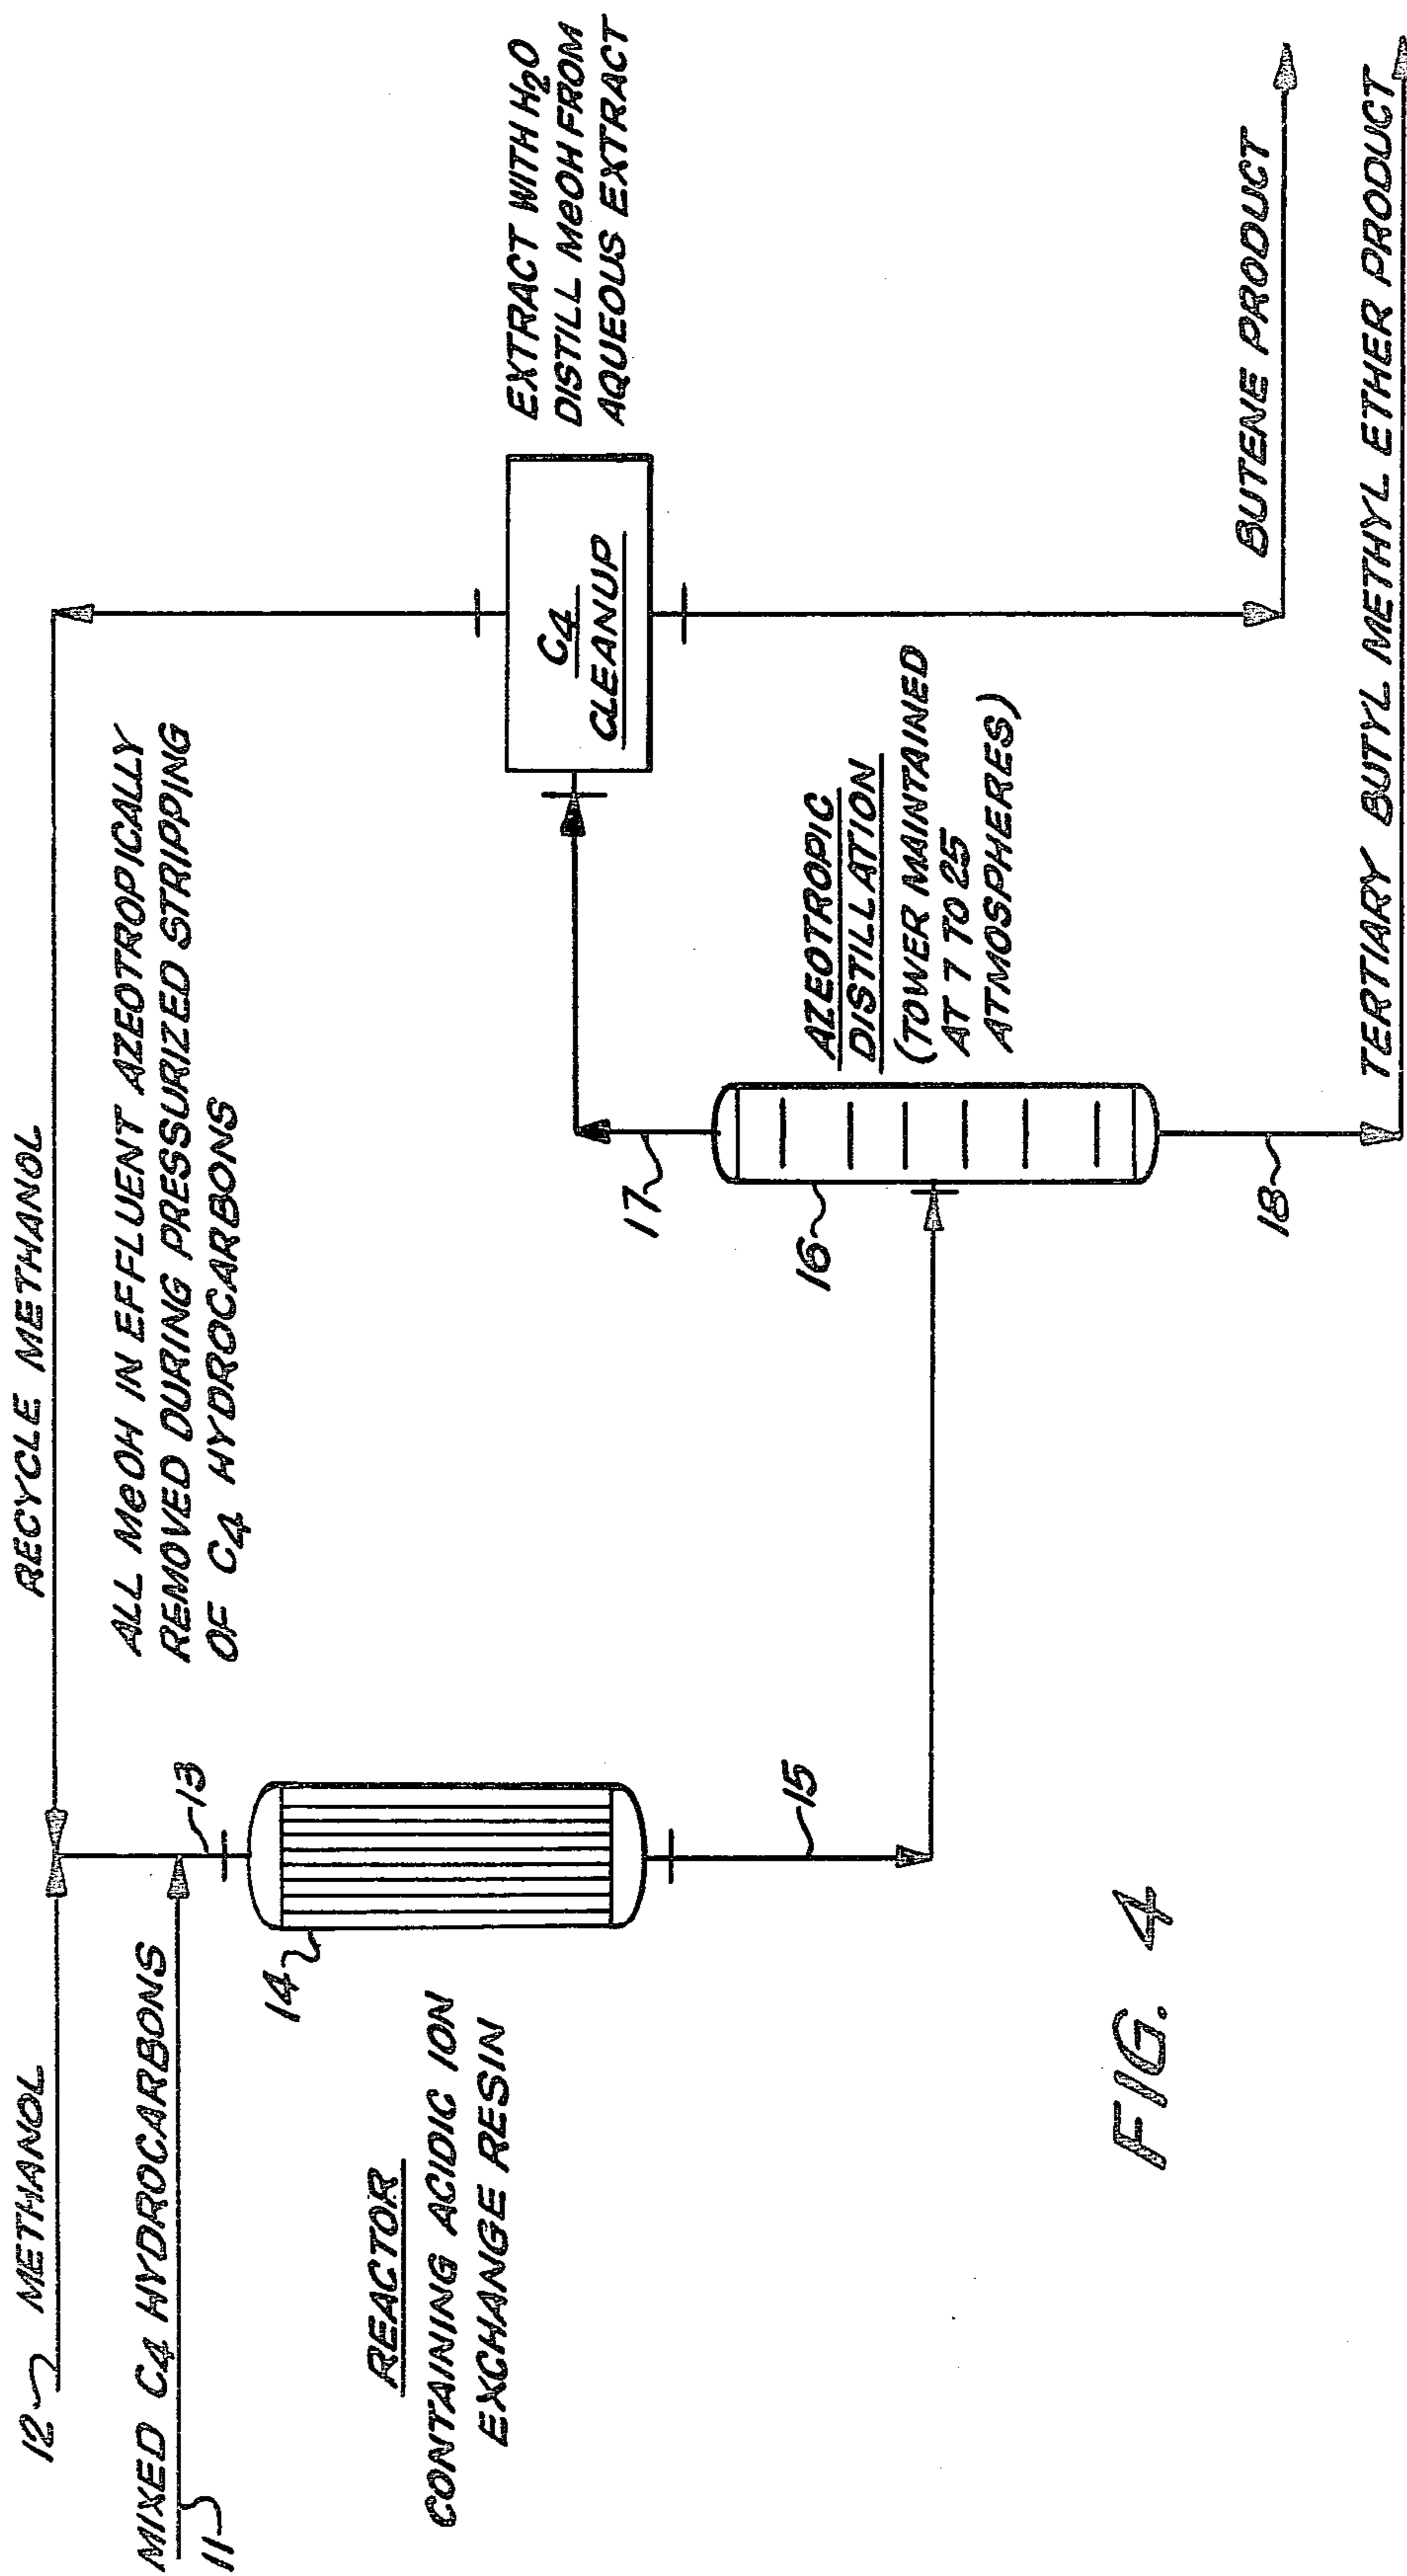 RECYCLE METHANOL
12 METHANOL
ALL MeOH IN EFFLUENT AZEOTROPICALLY
REMOVED DURING PRESSURIZED STRIPPING
OF C4 HYDROCARBONS
MIXED C4 HYDROCARBONS
11
13
14
REACTOR
CONTAINING ACIDIC ION
EXCHANGE RESIN
15
C4
CLEANUP
EXTRACT WITH H2O
DISTILL MeOH FROM
AQUEOUS EXTRACT
17
16
AZEOTROPIC
DISTILLATION
(TOWER MAINTAINED
AT 7 TO 25
ATMOSPHERES)
18
BUTENE PRODUCT
TERTIARY BUTYL METHYL ETHER PRODUCT
FIG. 4